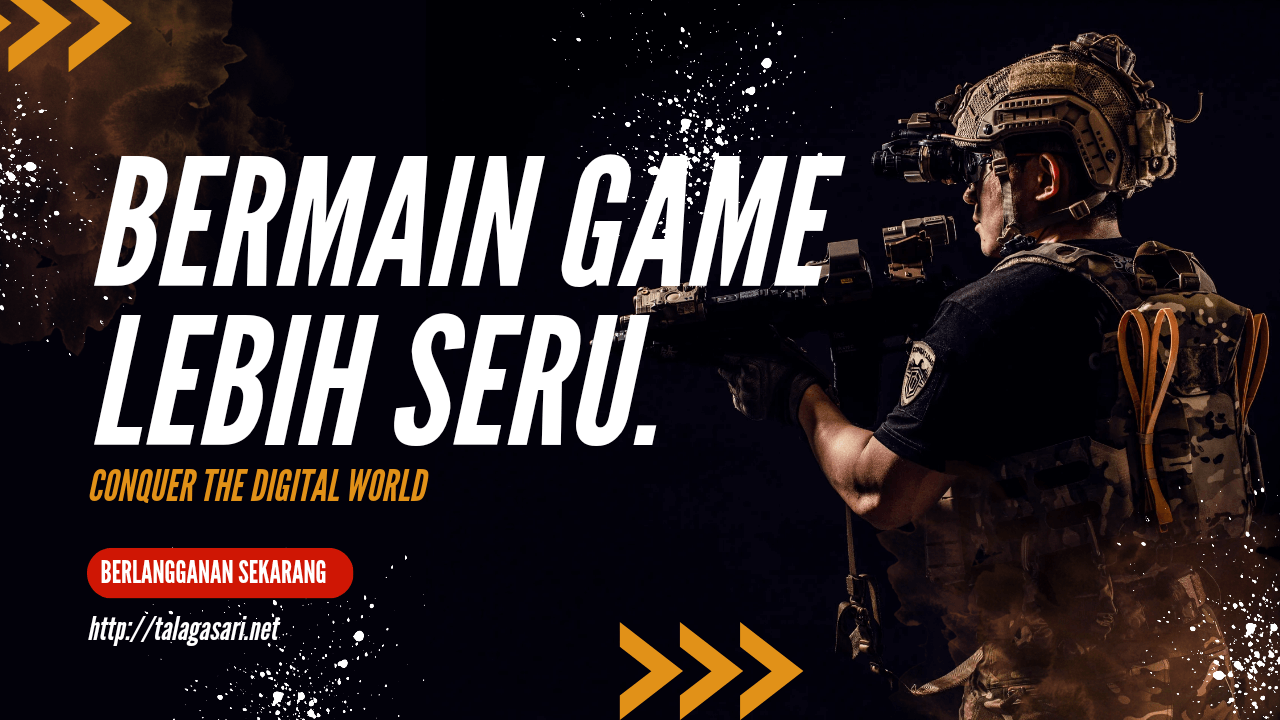 BERMAIN GAME
LEBIH SERU.
CONQUER THE DIGITAL WORLD
BERLANGGANAN SEKARANG
http://talagasari.net